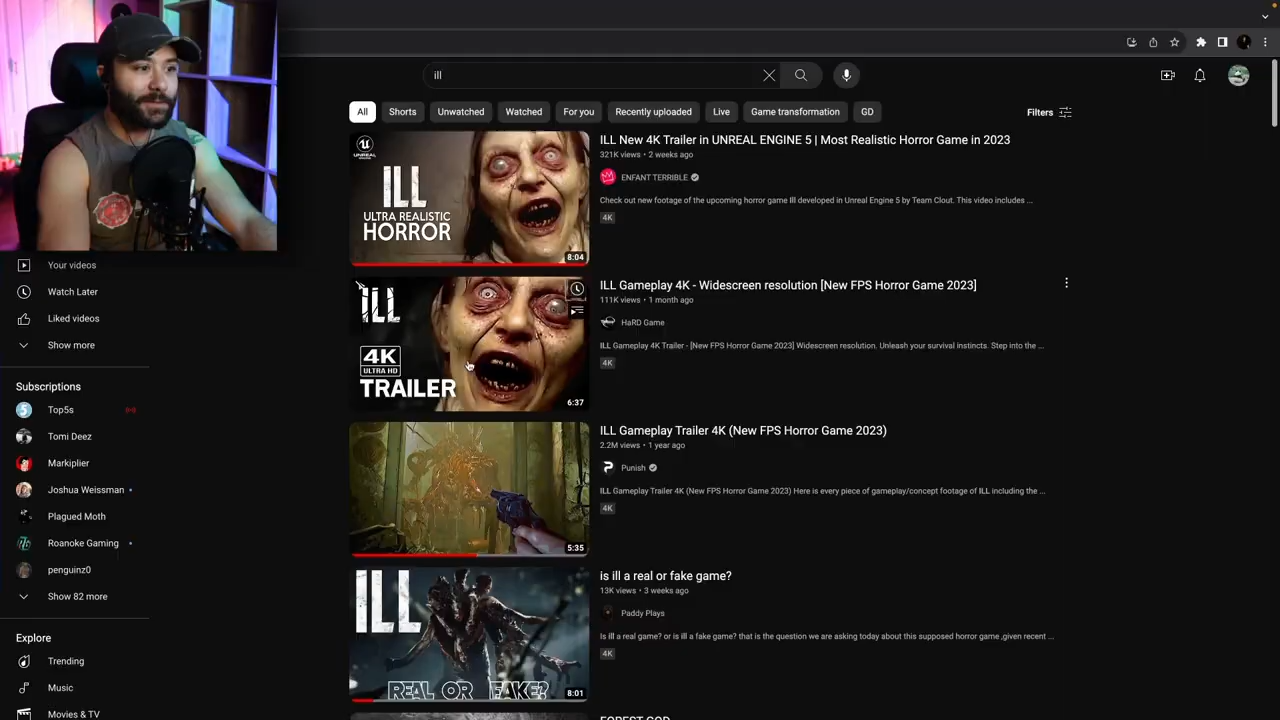 ill
All
Shorts
Unwatched
Watched
For you
Recently uploaded
Live
Game transformation
GD
Filters
ILL
ULTRA REALISTIC
HORROR
8:04
ILL New 4K Trailer in UNREAL ENGINE 5 | Most Realistic Horror Game in 2023
321K views • 2 weeks ago
ENFANT TERRIBLE
Check out new footage of the upcoming horror game ill developed in Unreal Engine 5 by Team Clout. This video includes ...
4K
Your videos
Watch Later
Liked videos
Show more
ILL
4K
ULTRA HD
TRAILER
6:37
ILL Gameplay 4K - Widescreen resolution [New FPS Horror Game 2023]
111K views • 1 month ago
HaRD Game
ILL Gameplay 4K Trailer - [New FPS Horror Game 2023] Widescreen resolution. Unleash your survival instincts. Step into the ...
4K
Subscriptions
Top5s
Tomi Deez
Markiplier
Joshua Weissman
Plagued Moth
Roanoke Gaming
penguinz0
Show 82 more
5:35
ILL Gameplay Trailer 4K (New FPS Horror Game 2023)
2.2M views • 1 year ago
Punish
ILL Gameplay Trailer 4K (New FPS Horror Game 2023) Here is every piece of gameplay/concept footage of ILL including the ...
4K
ILL
REAL OR FAKE?
8:01
is ill a real or fake game?
13K views • 3 weeks ago
Paddy Plays
Is ill a real game? or is ill a fake game? that is the question we are asking today about this supposed horror game ,given recent ...
4K
Explore
Trending
Music
Movies & TV
FOREST GOD